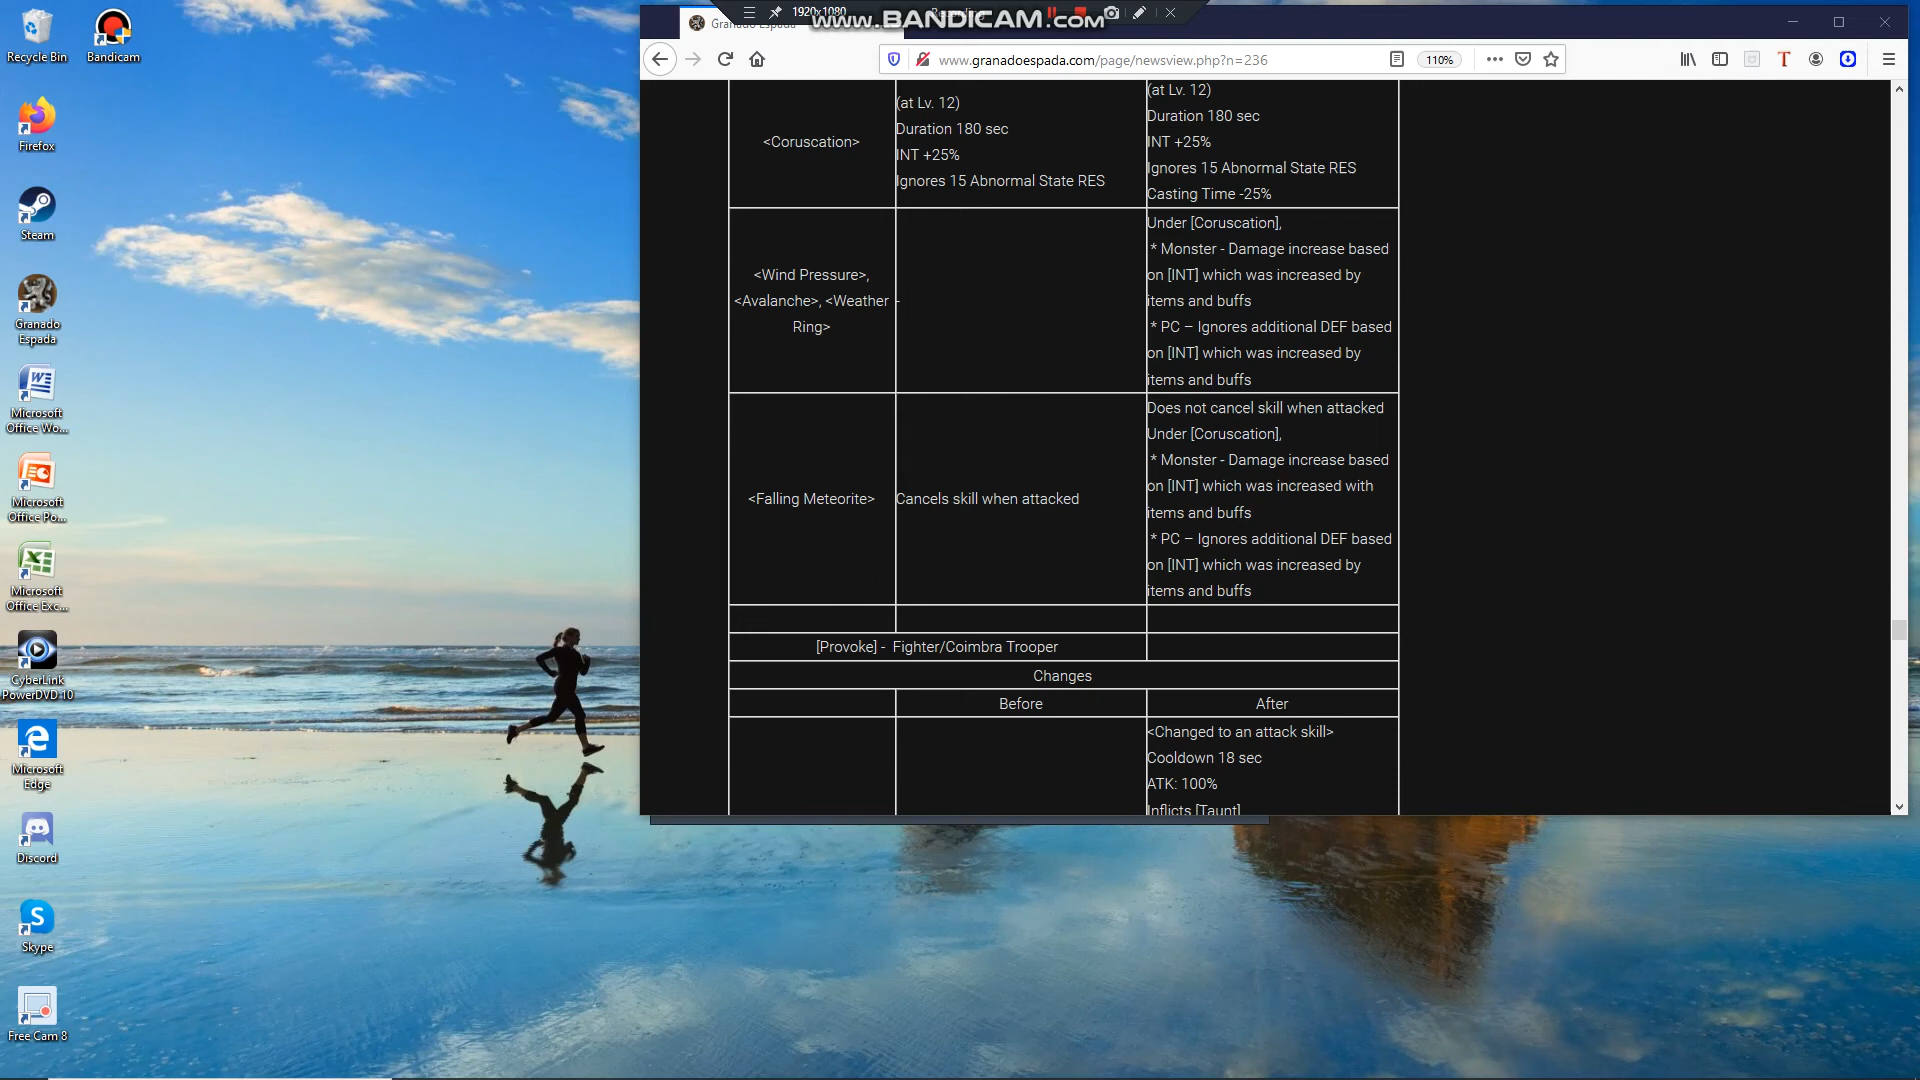 Recycle Bin
Bandicam
Firefox
Steam
Granado
Espada
Microsoft
Office Wo...
Microsoft
Office Po...
Microsoft
Office Exc...
CyberLink
PowerDVD 10
Microsoft
Edge
Discord
Skype
Free Cam 8
1920x1080
www.BANDICAM.com
Granado Espada
www.granadoespada.com/page/newsview.php?n=236
110%
<Coruscation>
(at Lv. 12)
Duration 180 sec
INT +25%
Ignores 15 Abnormal State RES
(at Lv. 12)
Duration 180 sec
INT +25%
Ignores 15 Abnormal State RES
Casting Time -25%
<Wind Pressure>,
<Avalanche>, <Weather
Ring>
-
Under [Coruscation],
* Monster - Damage increase based
on [INT] which was increased by
items and buffs
* PC – Ignores additional DEF based
on [INT] which was increased by
items and buffs
<Falling Meteorite>
Cancels skill when attacked
Does not cancel skill when attacked
Under [Coruscation],
* Monster - Damage increase based
on [INT] which was increased with
items and buffs
* PC – Ignores additional DEF based
on [INT] which was increased by
items and buffs
[Provoke] - Fighter/Coimbra Trooper
Changes
Before
After
<Changed to an attack skill>
Cooldown 18 sec
ATK: 100%
Inflicts [Taunt]